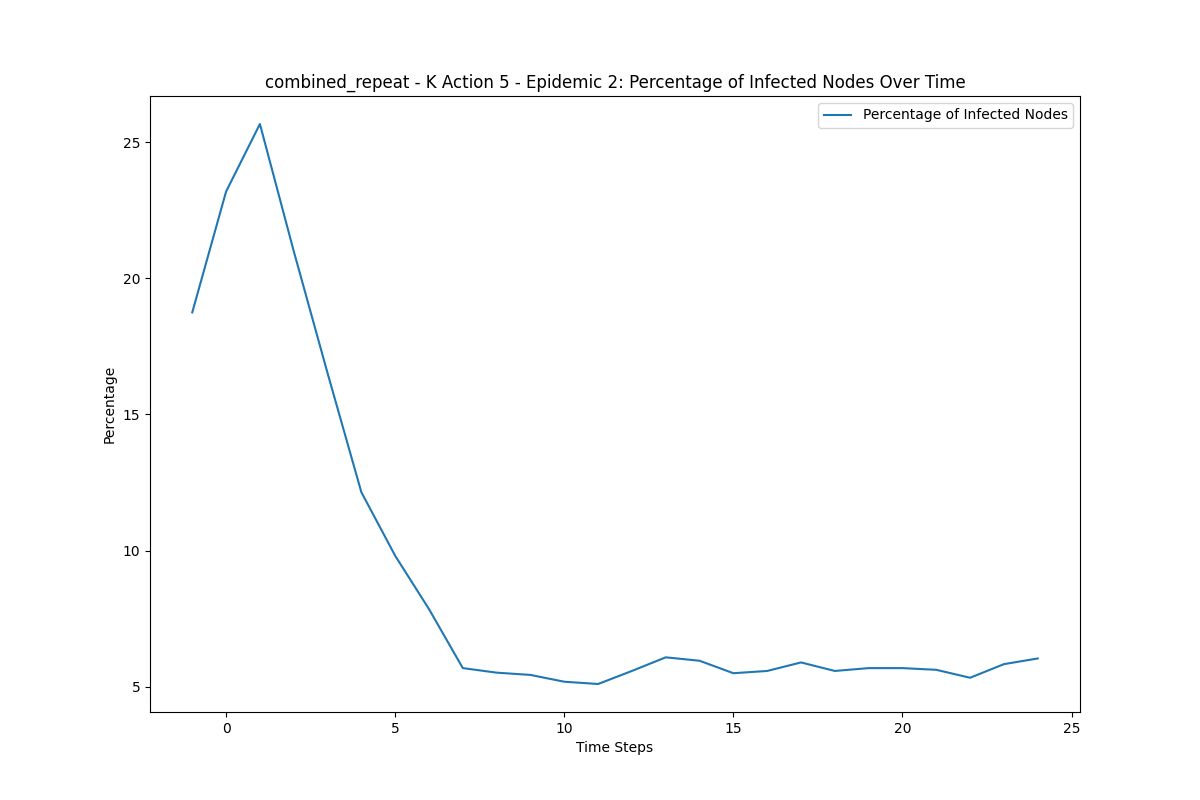 combined_repeat - K Action 5 - Epidemic 2: Percentage of Infected Nodes Over Time
Percentage of Infected Nodes
25
20
15
10
5
Percentage
0 5 10 15 20 25
Time Steps